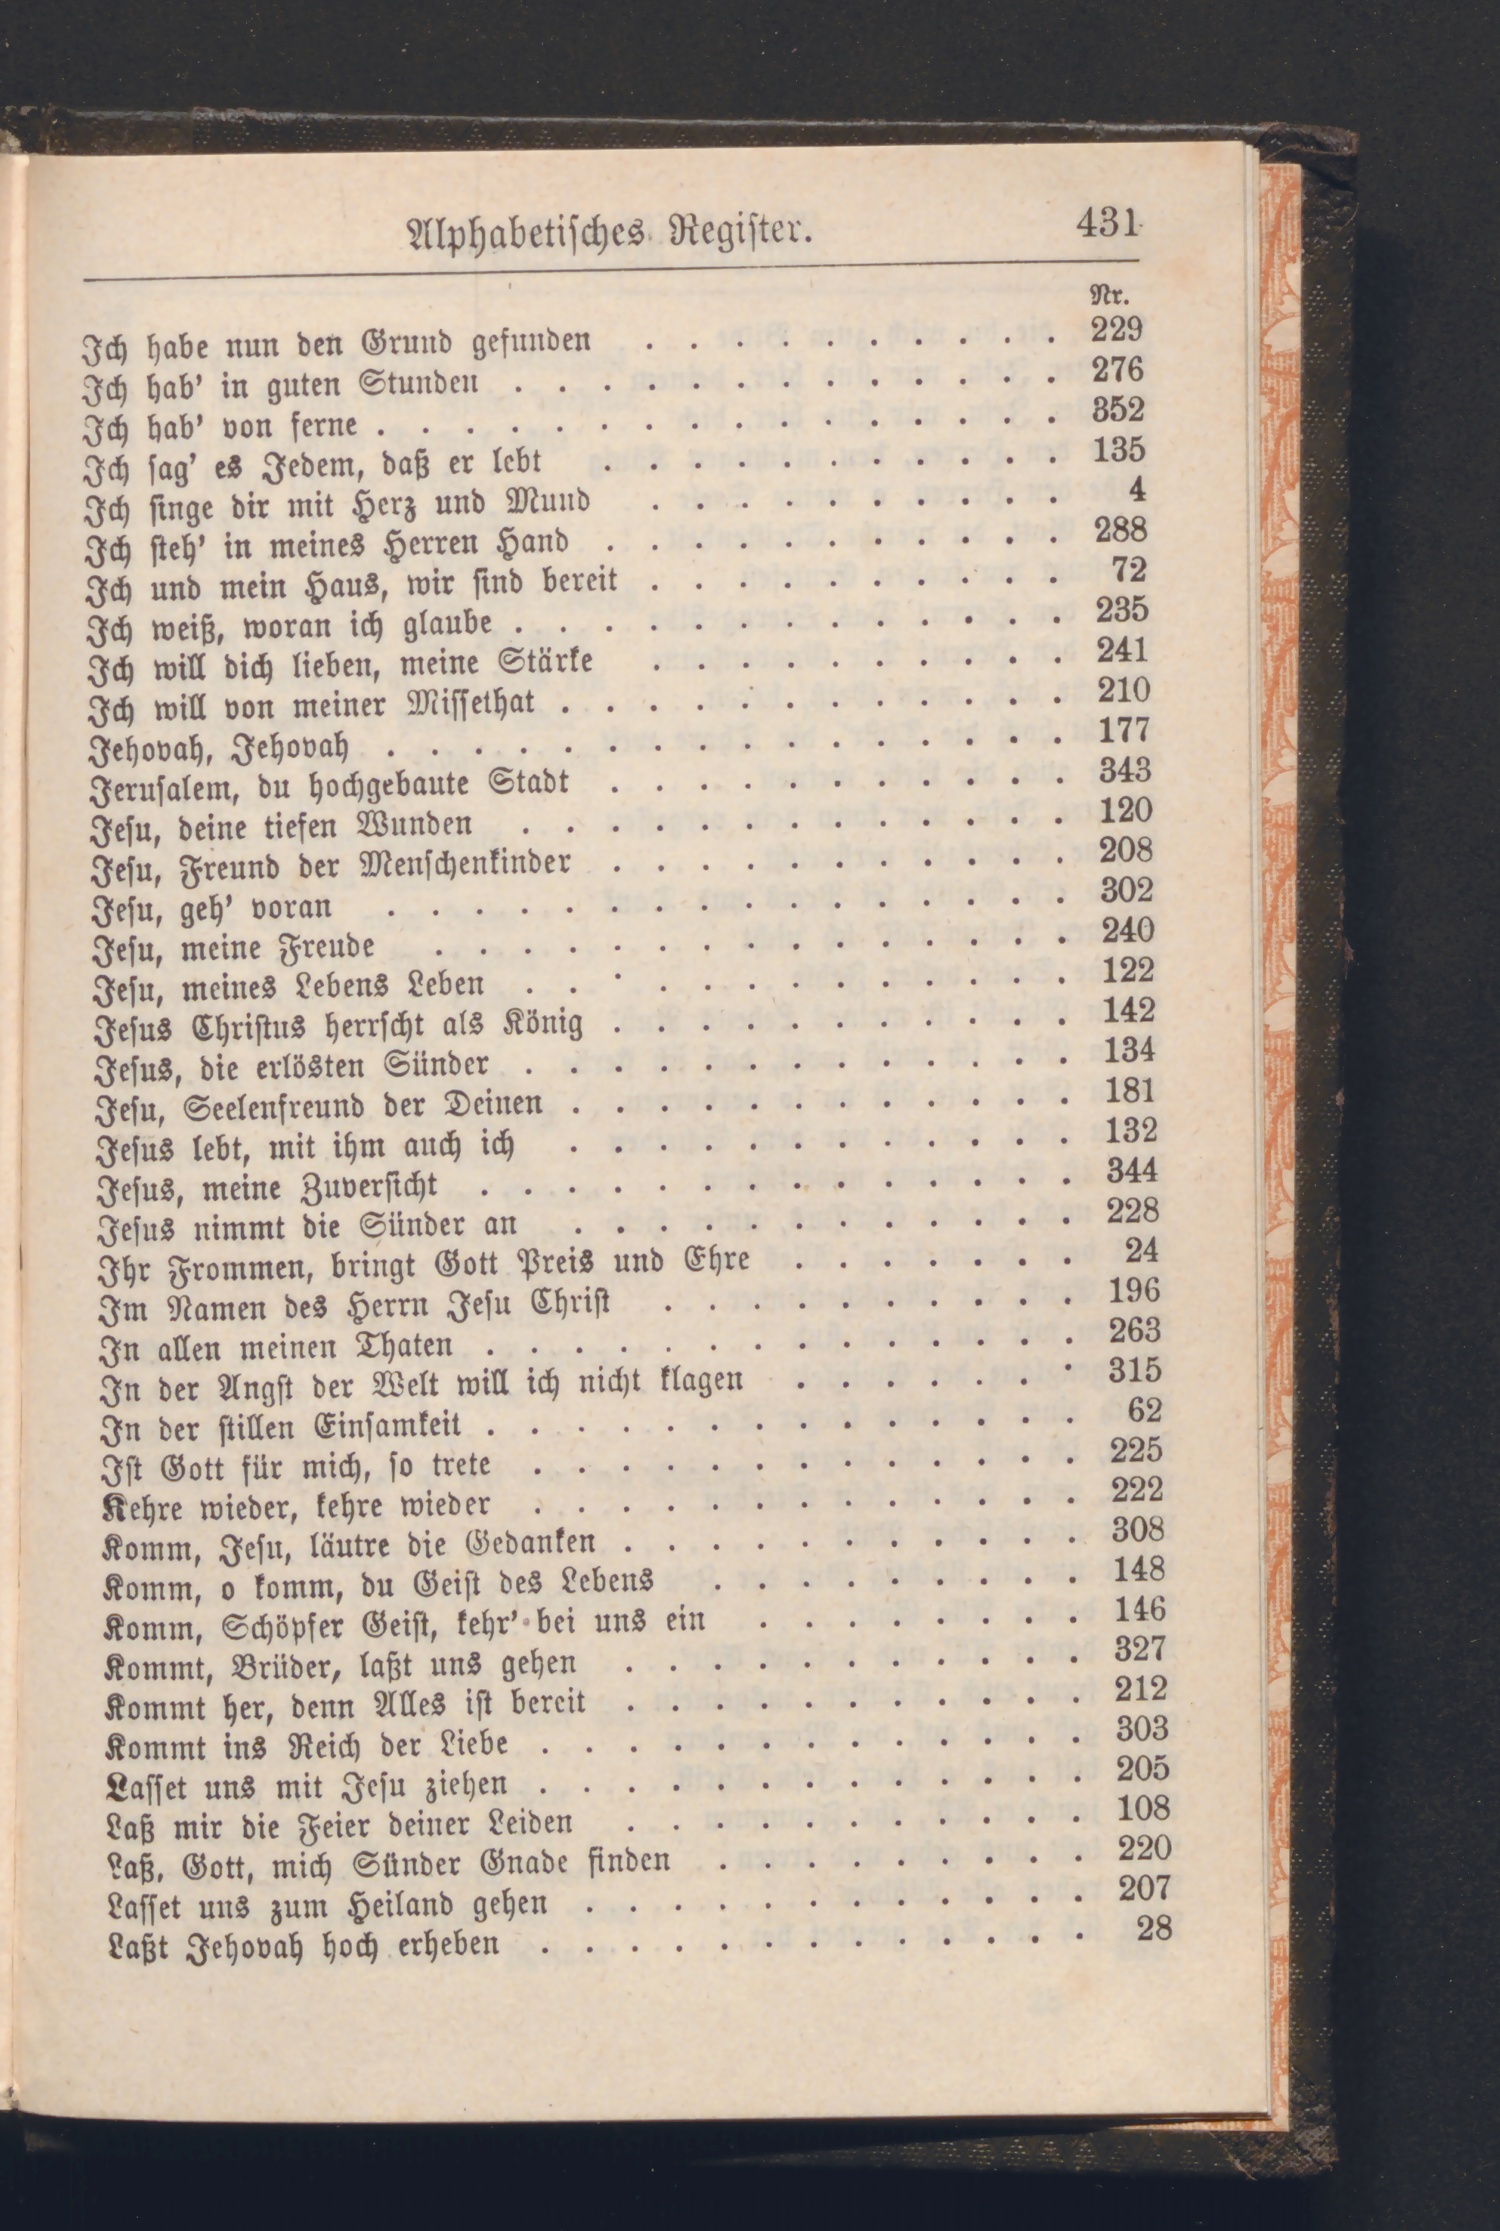 Alphabetisches Register. 431
Nr.
Ich habe nun den Grund gefunden . . . . . . . . . . 229
Ich hab' in guten Stunden . . . . . . . . . . . . . 276
Ich hab' von ferne . . . . . . . . . . . . . . . . 352
Ich sag' es Jedem, daß er lebt . . . . . . . . . . . 135
Ich singe dir mit Herz und Mund . . . . . . . . . . 4
Ich steh' in meines Herren Hand . . . . . . . . . . . 288
Ich und mein Haus, wir sind bereit . . . . . . . . . . 72
Ich weiß, woran ich glaube . . . . . . . . . . . . . 235
Ich will dich lieben, meine Stärke . . . . . . . . . . 241
Ich will von meiner Missethat . . . . . . . . . . . . 210
Jehovah, Jehovah . . . . . . . . . . . . . . . . 177
Jerusalem, du hochgebaute Stadt . . . . . . . . . . . 343
Jesu, deine tiefen Wunden . . . . . . . . . . . . . 120
Jesu, Freund der Menschenkinder . . . . . . . . . . . 208
Jesu, geh' voran . . . . . . . . . . . . . . . . 302
Jesu, meine Freude . . . . . . . . . . . . . . . 240
Jesu, meines Lebens Leben . . . . . . . . . . . . . 122
Jesus Christus herrscht als König . . . . . . . . . . . 142
Jesus, die erlösten Sünder . . . . . . . . . . . . . 134
Jesu, Seelenfreund der Deinen . . . . . . . . . . . . 181
Jesus lebt, mit ihm auch ich . . . . . . . . . . . . 132
Jesus, meine Zuversicht . . . . . . . . . . . . . . 344
Jesus nimmt die Sünder an . . . . . . . . . . . . 228
Ihr Frommen, bringt Gott Preis und Ehre . . . . . . . 24
Im Namen des Herrn Jesu Christ . . . . . . . . . . 196
In allen meinen Thaten . . . . . . . . . . . . . . 263
In der Angst der Welt will ich nicht klagen . . . . . . . 315
In der stillen Einsamkeit . . . . . . . . . . . . . . 62
Ist Gott für mich, so trete . . . . . . . . . . . . . 225
Kehre wieder, kehre wieder . . . . . . . . . . . . . 222
Komm, Jesu, läutre die Gedanken . . . . . . . . . . . 308
Komm, o komm, du Geist des Lebens . . . . . . . . . 148
Komm, Schöpfer Geist, kehr' bei uns ein . . . . . . . . 146
Kommt, Brüder, laßt uns gehen . . . . . . . . . . . 327
Kommt her, denn Alles ist bereit . . . . . . . . . . . 212
Kommt ins Reich der Liebe . . . . . . . . . . . . . 303
Lasset uns mit Jesu ziehen . . . . . . . . . . . . . 205
Laß mir die Feier deiner Leiden . . . . . . . . . . . 108
Laß, Gott, mich Sünder Gnade finden . . . . . . . . . 220
Lasset uns zum Heiland gehen . . . . . . . . . . . . 207
Laßt Jehovah hoch erheben . . . . . . . . . . . . . 28